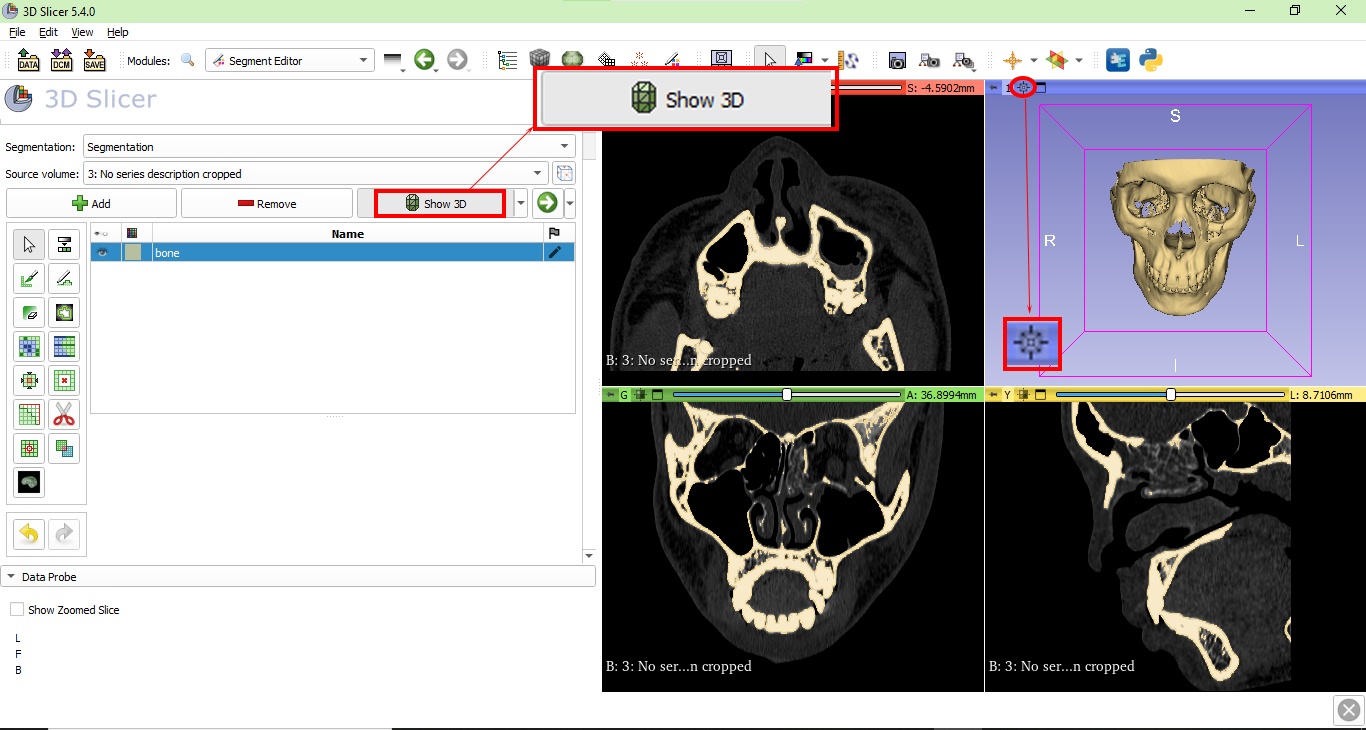 3D Slicer 5.4.0
File Edit View Help
DATA DCM SAVE Modules: Segment Editor
3D Slicer
Show 3D
S: -4.5902mm
1
Segmentation: Segmentation
Source volume: 3: No series description cropped
Add Remove Show 3D
Name
bone
S
R
L
I
B: 3: No ser...n cropped
G A: 36.8994mm
Y L: 8.7106mm
B: 3: No ser...n cropped
B: 3: No ser...n cropped
Data Probe
Show Zoomed Slice
L
F
B